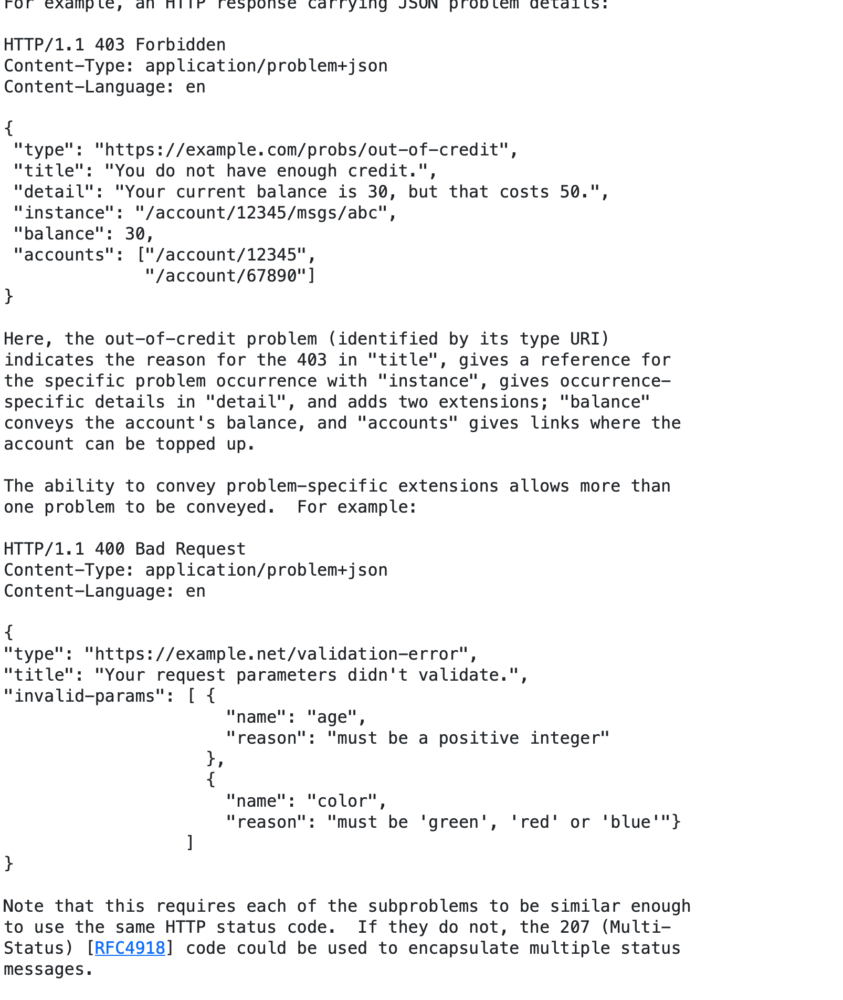 For example, an HTTP response carrying JSON problem details:

HTTP/1.1 403 Forbidden
Content-Type: application/problem+json
Content-Language: en

{
 "type": "https://example.com/probs/out-of-credit",
 "title": "You do not have enough credit.",
 "detail": "Your current balance is 30, but that costs 50.",
 "instance": "/account/12345/msgs/abc",
 "balance": 30,
 "accounts": ["/account/12345",
              "/account/67890"]
}

Here, the out-of-credit problem (identified by its type URI)
indicates the reason for the 403 in "title", gives a reference for
the specific problem occurrence with "instance", gives occurrence-
specific details in "detail", and adds two extensions; "balance"
conveys the account's balance, and "accounts" gives links where the
account can be topped up.

The ability to convey problem-specific extensions allows more than
one problem to be conveyed.  For example:

HTTP/1.1 400 Bad Request
Content-Type: application/problem+json
Content-Language: en

{
"type": "https://example.net/validation-error",
"title": "Your request parameters didn't validate.",
"invalid-params": [ {
                      "name": "age",
                      "reason": "must be a positive integer"
                    },
                    {
                      "name": "color",
                      "reason": "must be 'green', 'red' or 'blue'"}
                  ]
}

Note that this requires each of the subproblems to be similar enough
to use the same HTTP status code.  If they do not, the 207 (Multi-
Status) [RFC4918] code could be used to encapsulate multiple status
messages.